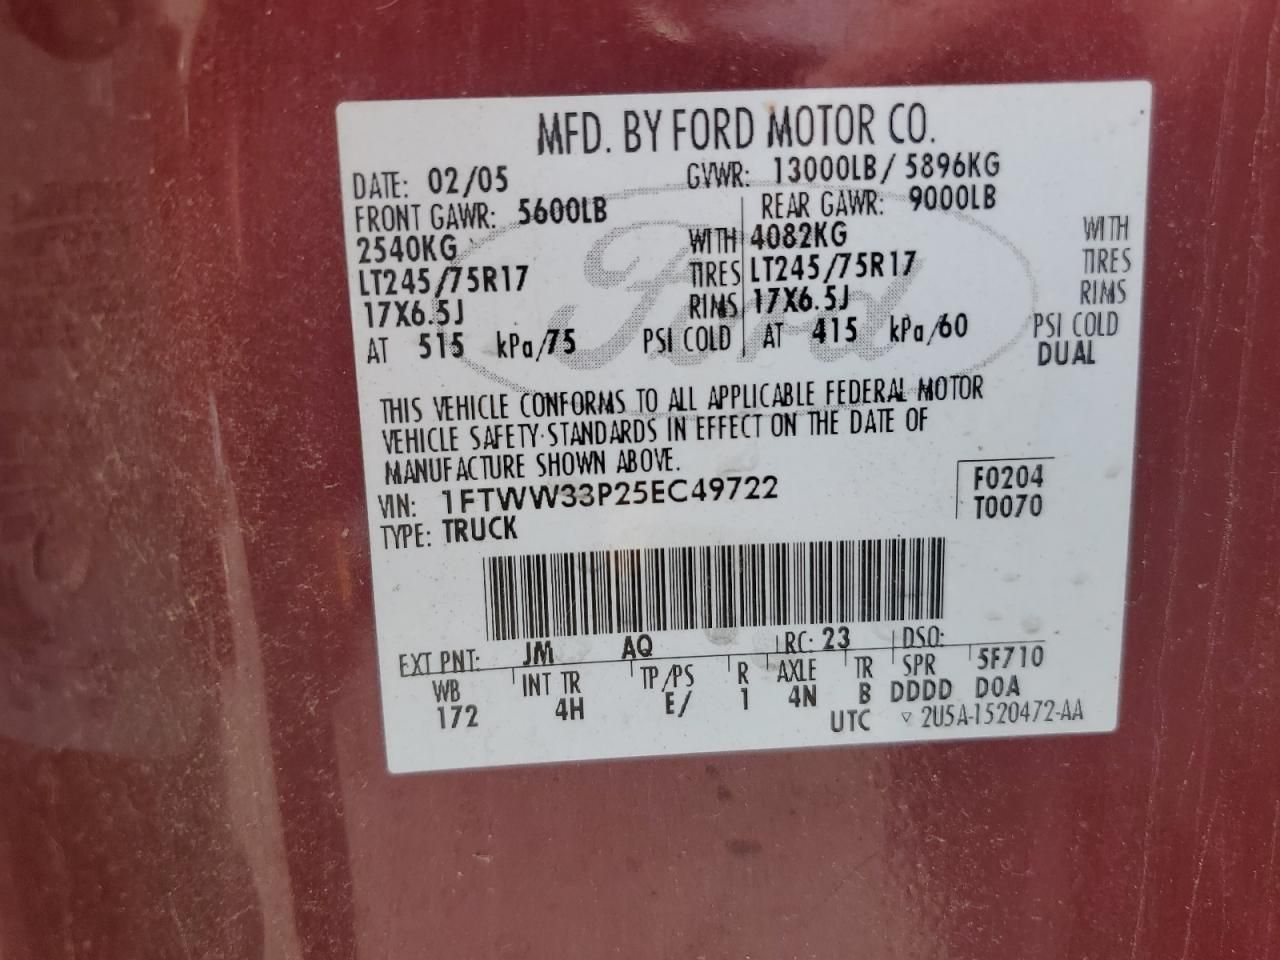 MFD. BY FORD MOTOR CO.
DATE: 02/05 GVWR: 13000LB/ 5896KG
FRONT GAWR: 5600LB REAR GAWR: 9000LB
2540KG WITH 4082KG WITH
LT245/75R17 TIRES LT245/75R17 TIRES
17X6.5J RIMS 17X6.5J RIMS
AT 515 kPa/75 PSI COLD AT 415 kPa/60 PSI COLD
DUAL
Ford
THIS VEHICLE CONFORMS TO ALL APPLICABLE FEDERAL MOTOR
VEHICLE SAFETY STANDARDS IN EFFECT ON THE DATE OF
MANUFACTURE SHOWN ABOVE.
VIN: 1FTWW33P25EC49722 F0204
TYPE: TRUCK T0070
EXT PNT: JM AQ RC: 23 DSO:
WB INT TR TP/PS R AXLE TR SPR 5F710
172 4H E/ 1 4N B DDDD DOA
UTC ▽ 2U5A-1520472-AA